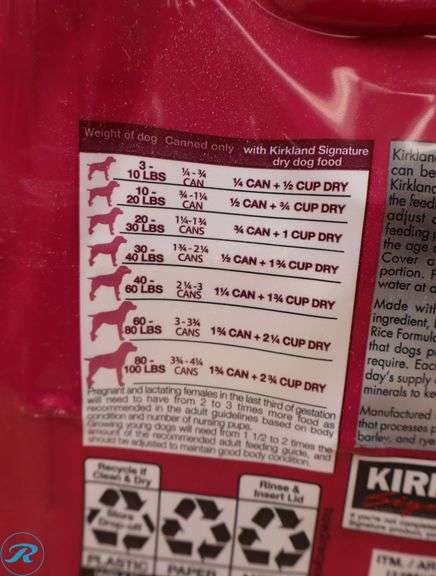 Weight of dog Canned only with Kirkland Signature
dry dog food
3 -
10 LBS ¼ - ¾
CAN ¼ CAN + ½ CUP DRY
10 -
20 LBS ¾ -1¼
CAN ½ CAN + ¾ CUP DRY
20 -
30 LBS 1¼-1¾
CANS ¾ CAN + 1 CUP DRY
30 -
40 LBS 1¾ - 2¼
CANS ½ CAN + 1¾ CUP DRY
40 -
60 LBS 2¼-3
CANS 1¼ CAN + 1¾ CUP DRY
60 -
80 LBS 3 - 3¾
CANS 1¾ CAN + 2¼ CUP DRY
80 -
100 LBS 3¾ - 4¼
CANS 1¾ CAN + 2¾ CUP DRY
Pregnant and lactating females in the last third of gestation
will need to have from 2 to 3 times more food as
recommended in the adult guidelines based on body
condition and number of nursing pups.
Growing young dogs will need from 1 1/2 to 2 times the
amount of the recommended adult feeding guide, and
should be adjusted to maintain good body condition.
Kirklan
can be
Kirkland
the feedi
adjust
feeding
the age
Cover a
portion.
water at
Made with
ingredient,
Rice Formul
that dogs
require. Eac
day's supply
minerals to ke
Manufactured
that processes
barley, and rye
Recycle if
Clean & Dry
Store
Drop-off
PLASTIC
PAPER
Rinse &
Insert Lid
KIR
ITM. / AR
R